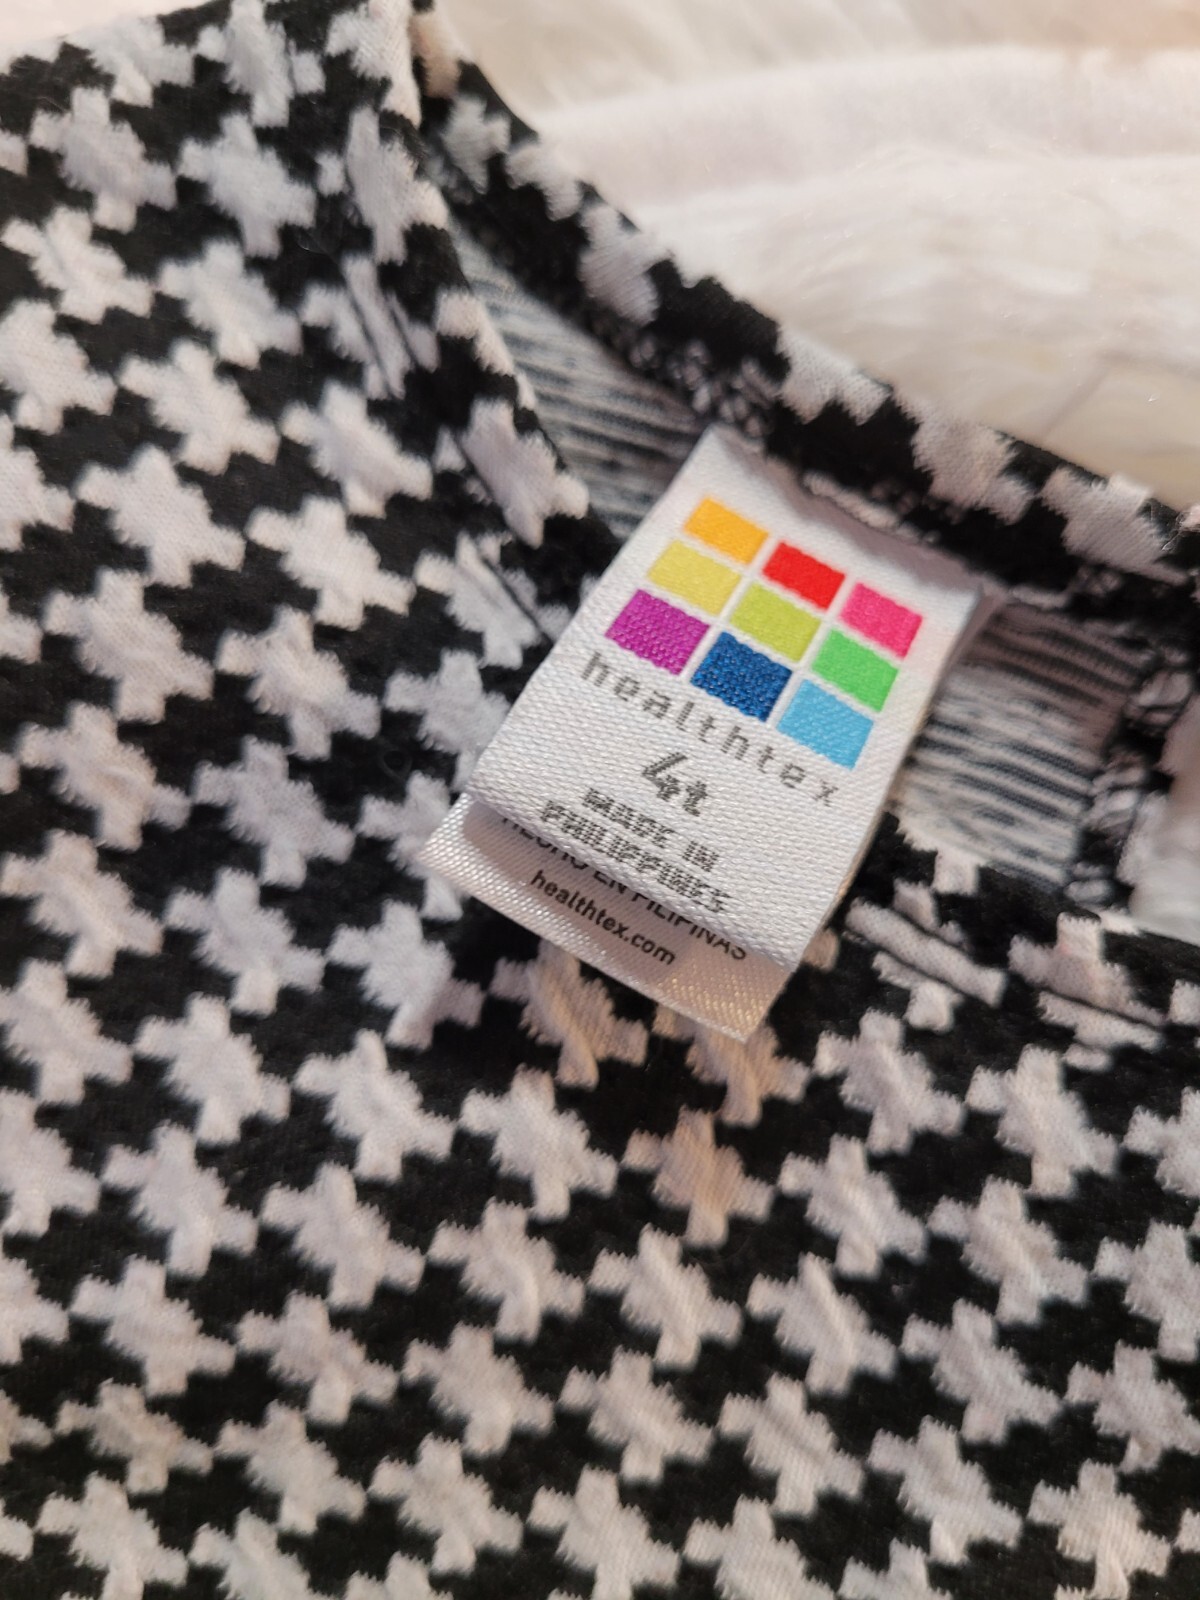 healthtex
4t
MADE IN
PHILIPPINES
HECHO EN FILIPINAS
healthtex.com